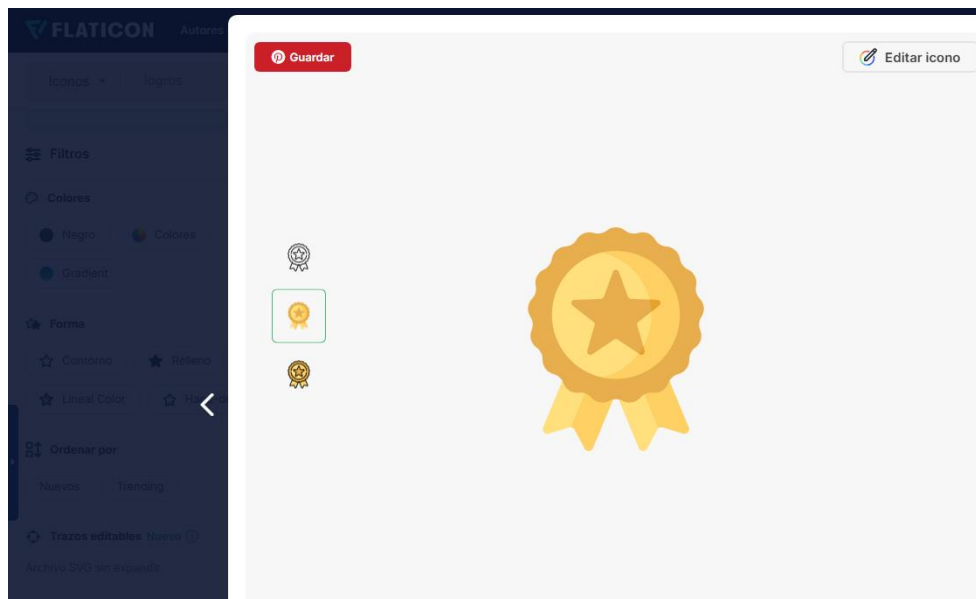 FLATICON
Autores
Guardar
Editar icono
Iconos
logros
Filtros
Colores
Negro
Colores
Gradient
Forma
Contorno
Relleno
Lineal Color
Ordenar por
Nuevos
Trending
Trazos editables Nuevo
Archivo SVG sin expandir